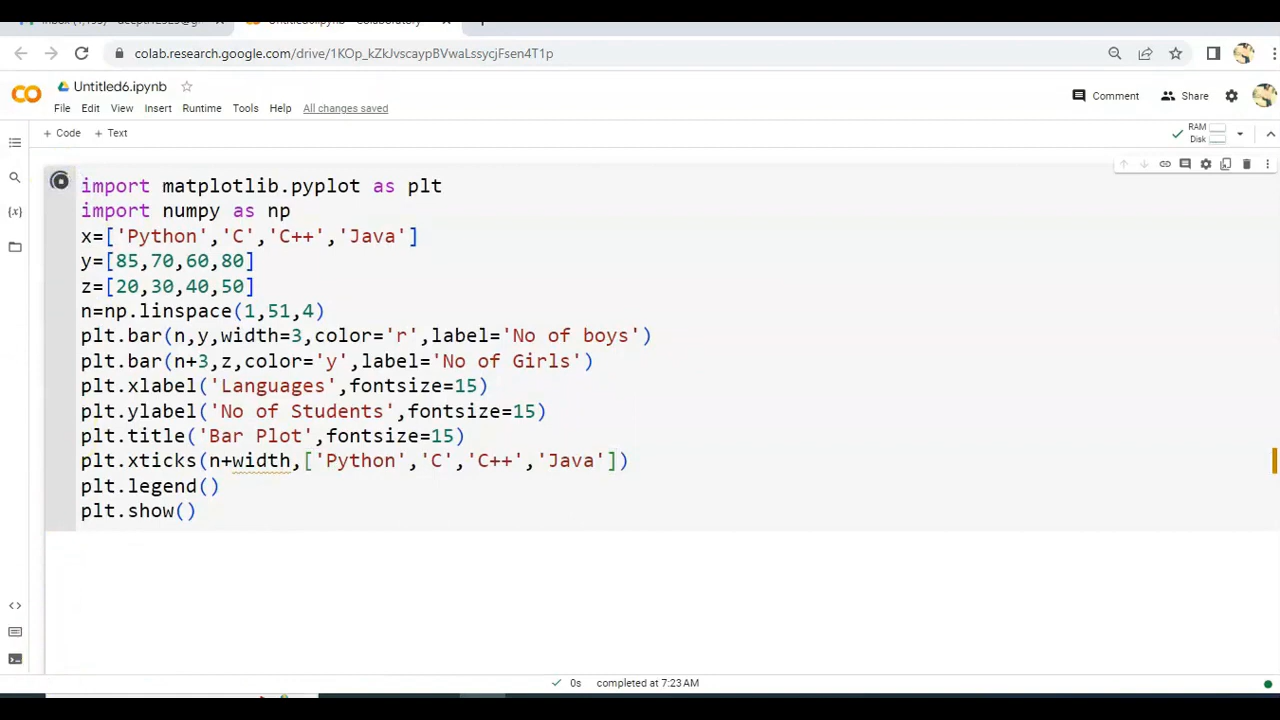 colab.research.google.com/drive/1KOp_kZkJvscaypBVwaLssycjFsen4T1p
Untitled6.ipynb
File Edit View Insert Runtime Tools Help All changes saved
Comment Share
+ Code + Text
RAM
Disk
{x}
import matplotlib.pyplot as plt
import numpy as np
x=['Python','C','C++','Java']
y=[85,70,60,80]
z=[20,30,40,50]
n=np.linspace(1,51,4)
plt.bar(n,y,width=3,color='r',label='No of boys')
plt.bar(n+3,z,color='y',label='No of Girls')
plt.xlabel('Languages',fontsize=15)
plt.ylabel('No of Students',fontsize=15)
plt.title('Bar Plot',fontsize=15)
plt.xticks(n+width,['Python','C','C++','Java'])
plt.legend()
plt.show()
0s completed at 7:23 AM